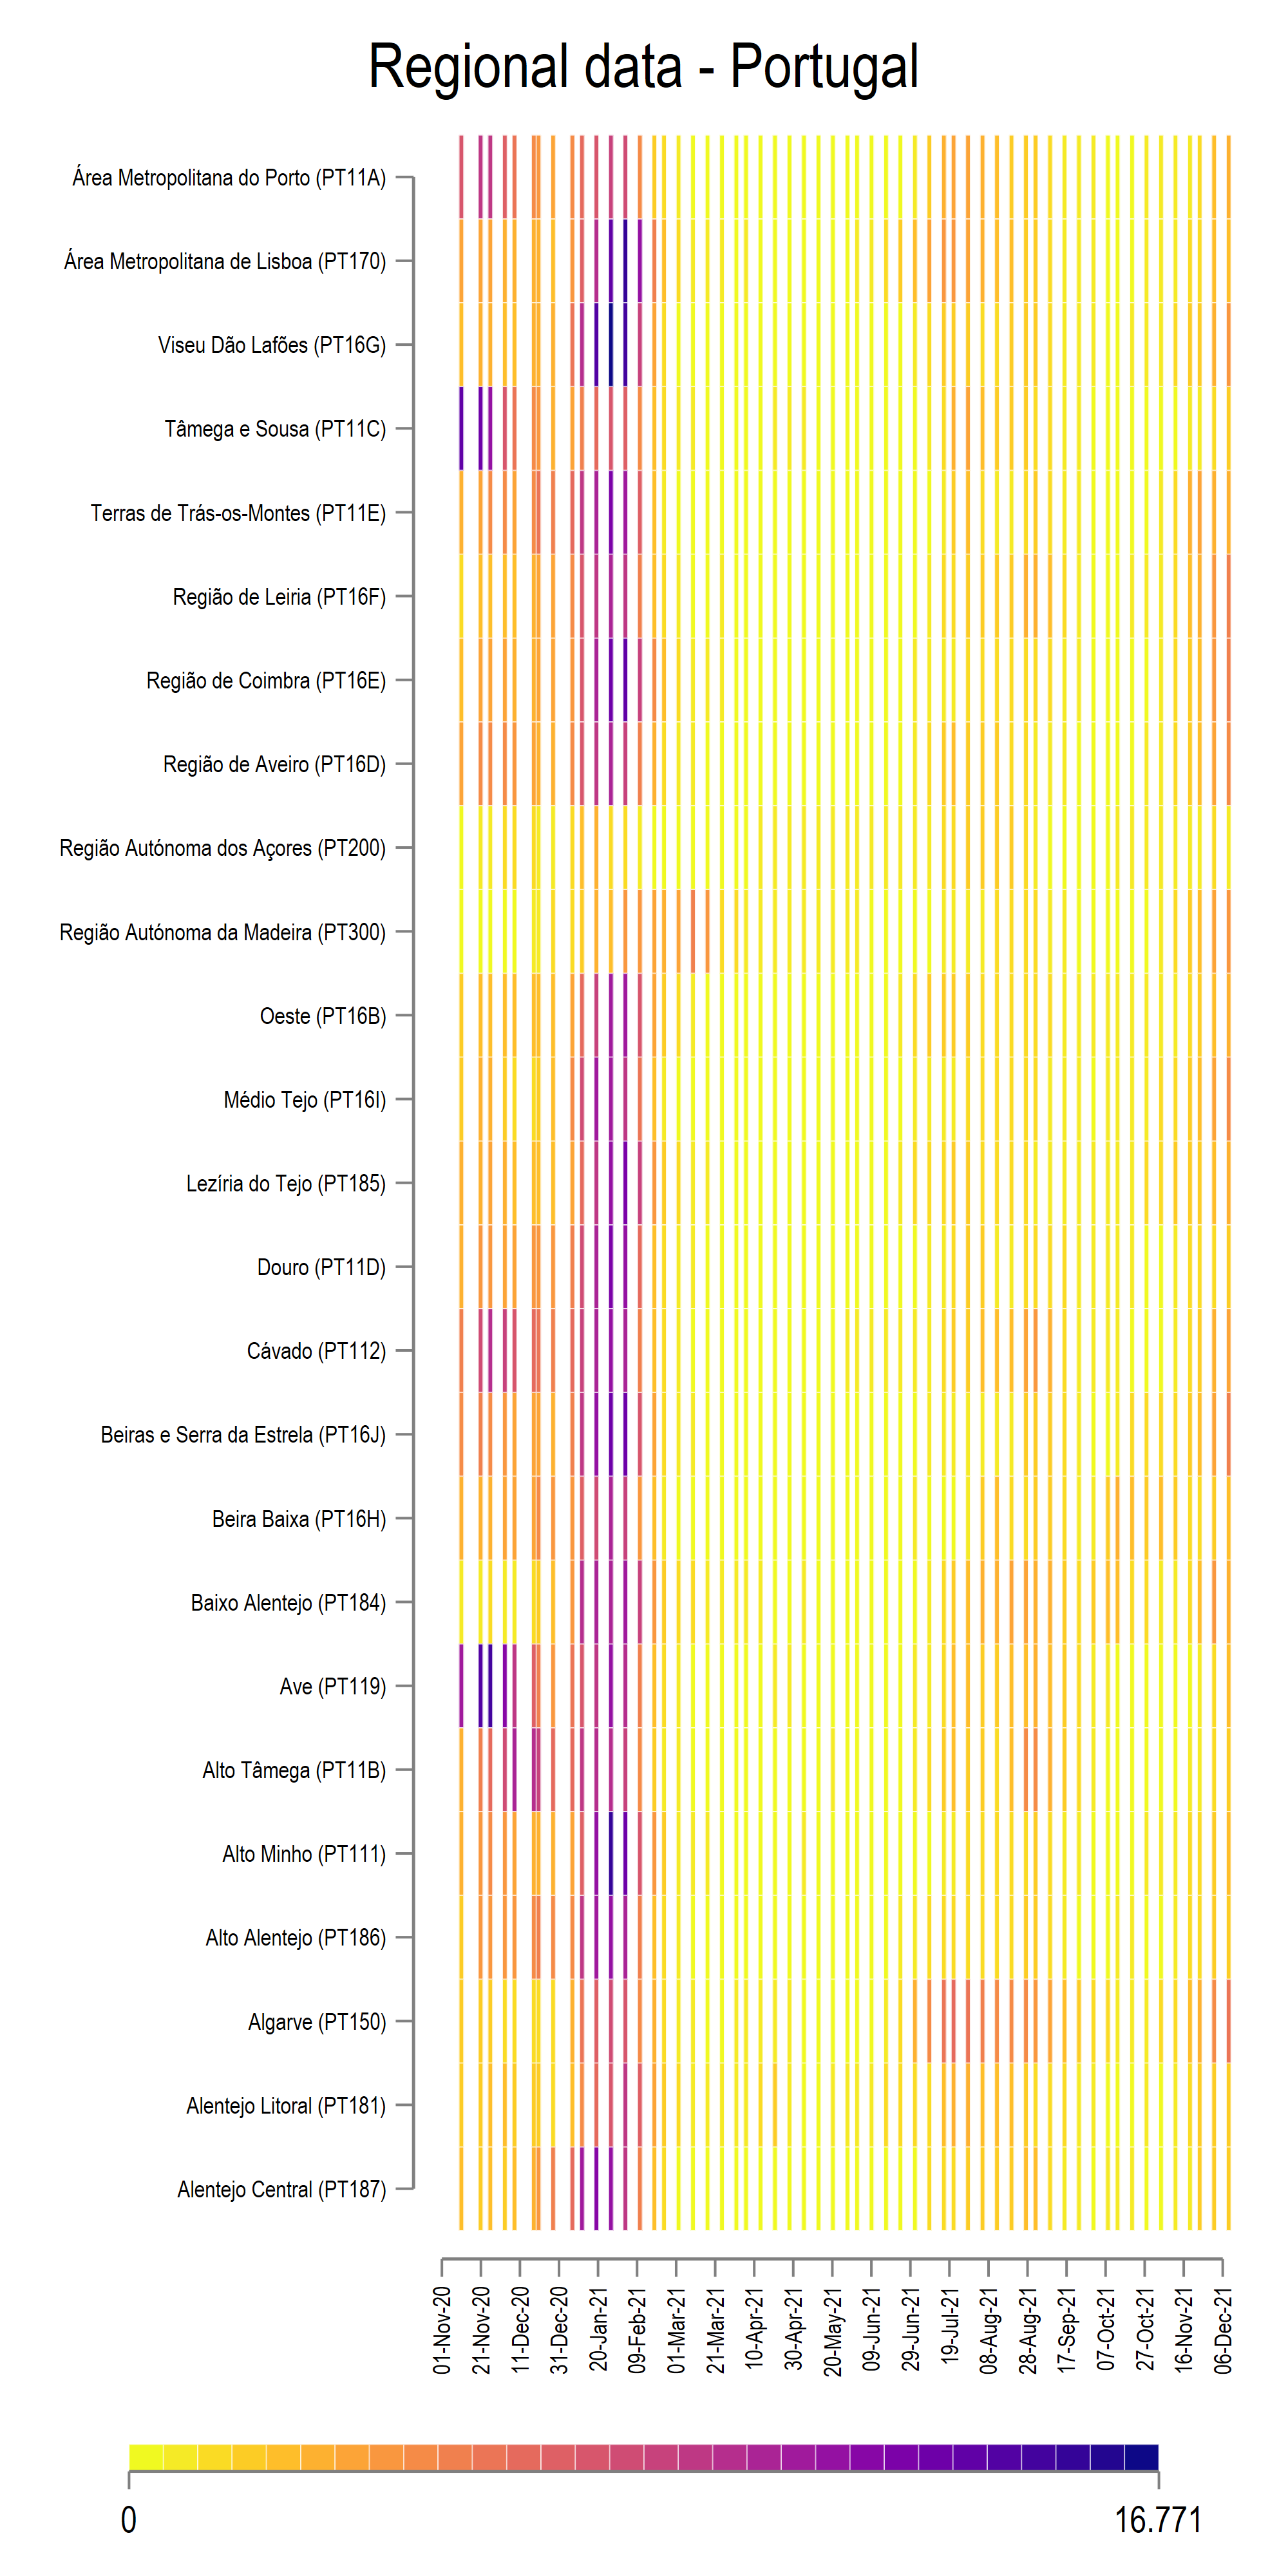 Regional data - Portugal
Área Metropolitana do Porto (PT11A)
Área Metropolitana de Lisboa (PT170)
Viseu Dão Lafões (PT16G)
Tâmega e Sousa (PT11C)
Terras de Trás-os-Montes (PT11E)
Região de Leiria (PT16F)
Região de Coimbra (PT16E)
Região de Aveiro (PT16D)
Região Autónoma dos Açores (PT200)
Região Autónoma da Madeira (PT300)
Oeste (PT16B)
Médio Tejo (PT16I)
Lezíria do Tejo (PT185)
Douro (PT11D)
Cávado (PT112)
Beiras e Serra da Estrela (PT16J)
Beira Baixa (PT16H)
Baixo Alentejo (PT184)
Ave (PT119)
Alto Tâmega (PT11B)
Alto Minho (PT111)
Alto Alentejo (PT186)
Algarve (PT150)
Alentejo Litoral (PT181)
Alentejo Central (PT187)
01-Nov-20
21-Nov-20
11-Dec-20
31-Dec-20
20-Jan-21
09-Feb-21
01-Mar-21
21-Mar-21
10-Apr-21
30-Apr-21
20-May-21
09-Jun-21
29-Jun-21
19-Jul-21
08-Aug-21
28-Aug-21
17-Sep-21
07-Oct-21
27-Oct-21
16-Nov-21
06-Dec-21
0
16.771